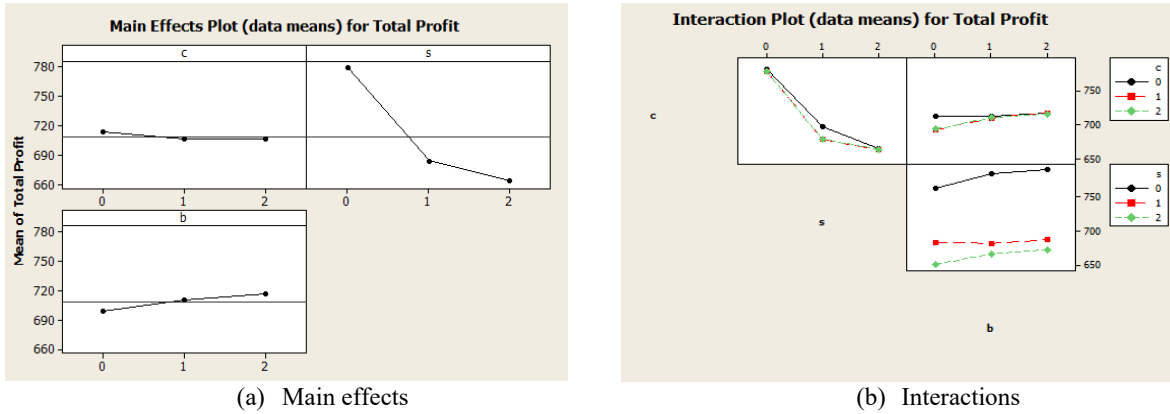 Main Effects Plot (data means) for Total Profit
c s
780
750
720
690
660
0 1 2
0 1 2
b
780
750
720
690
660
0 1 2
Mean of Total Profit
(a) Main effects
Interaction Plot (data means) for Total Profit
0 1 2 0 1 2
c
750
700
650
c
0
1
2
s
750
700
650
s
0
1
2
b
(b) Interactions